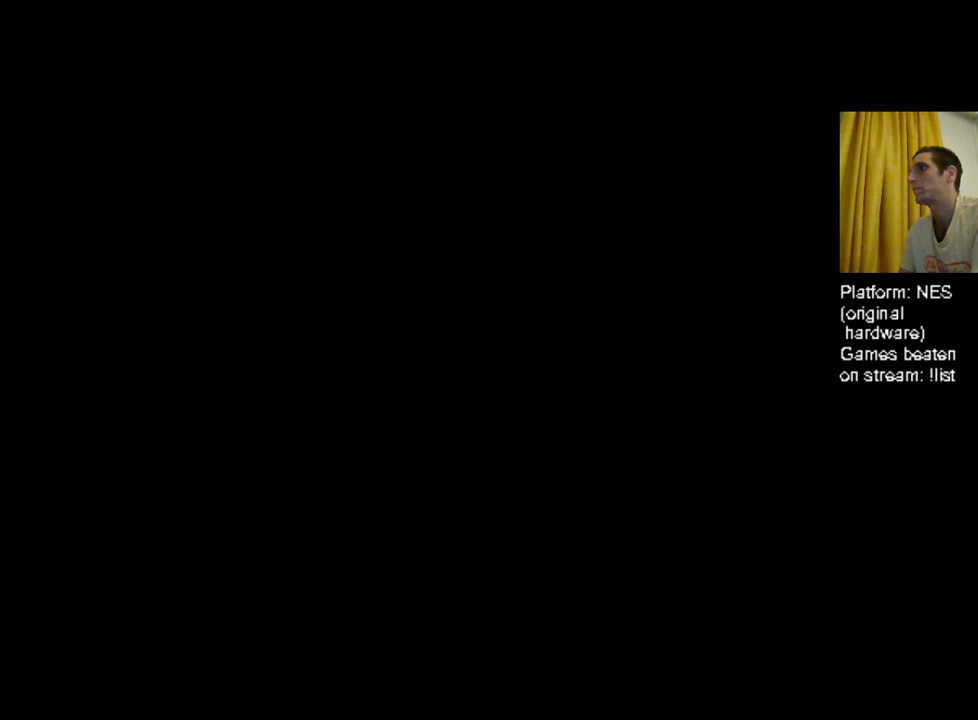 Platform: NES
(original
hardware)
Games beaten
on stream: !list